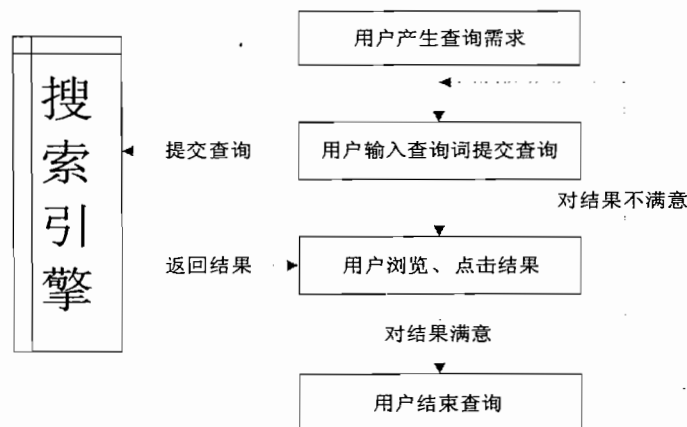 用户产生查询需求
搜索引擎
提交查询
用户输入查询词提交查询
对结果不满意
返回结果
用户浏览、点击结果
对结果满意
用户结束查询